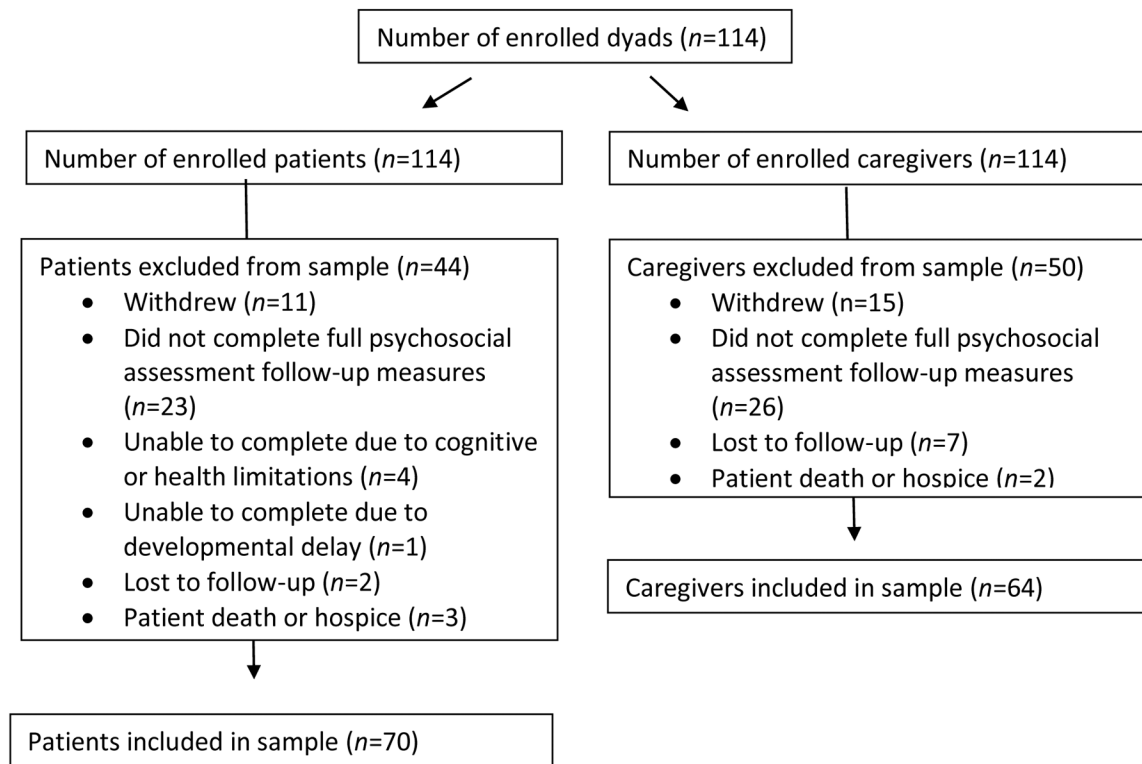 Number of enrolled dyads (n=114)
Number of enrolled patients (n=114)
Number of enrolled caregivers (n=114)
Patients excluded from sample (n=44)
• Withdrew (n=11)
• Did not complete full psychosocial
assessment follow-up measures
(n=23)
• Unable to complete due to cognitive
or health limitations (n=4)
• Unable to complete due to
developmental delay (n=1)
• Lost to follow-up (n=2)
• Patient death or hospice (n=3)
Caregivers excluded from sample (n=50)
• Withdrew (n=15)
• Did not complete full psychosocial
assessment follow-up measures
(n=26)
• Lost to follow-up (n=7)
• Patient death or hospice (n=2)
Caregivers included in sample (n=64)
Patients included in sample (n=70)